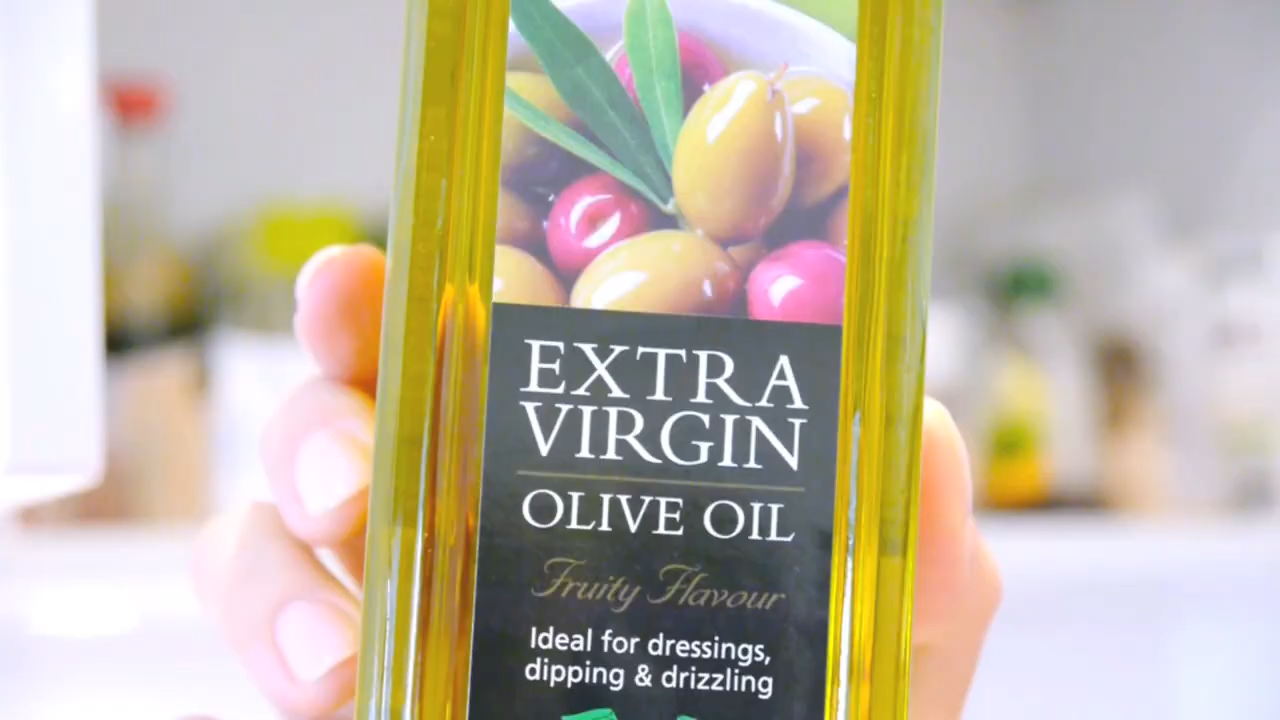 EXTRA
VIRGIN
OLIVE OIL
Fruity Flavour
Ideal for dressings,
dipping & drizzling